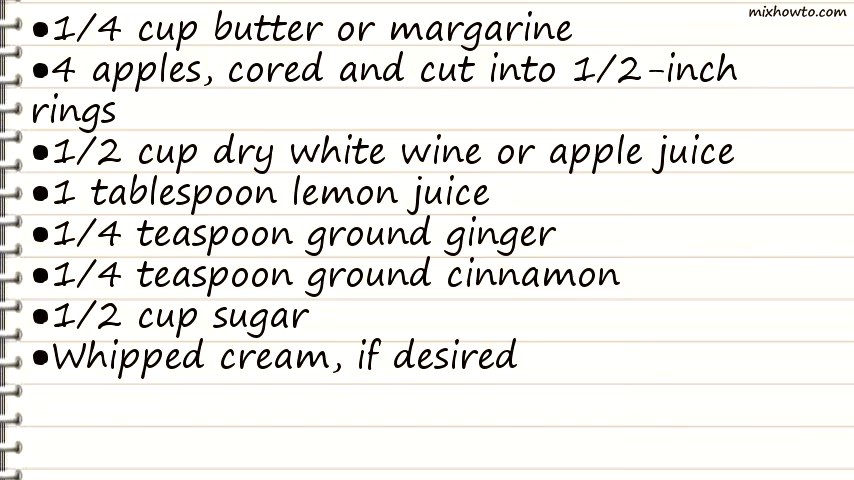 mixhowto.com
•1/4 cup butter or margarine
•4 apples, cored and cut into 1/2-inch
rings
•1/2 cup dry white wine or apple juice
•1 tablespoon lemon juice
•1/4 teaspoon ground ginger
•1/4 teaspoon ground cinnamon
•1/2 cup sugar
•Whipped cream, if desired